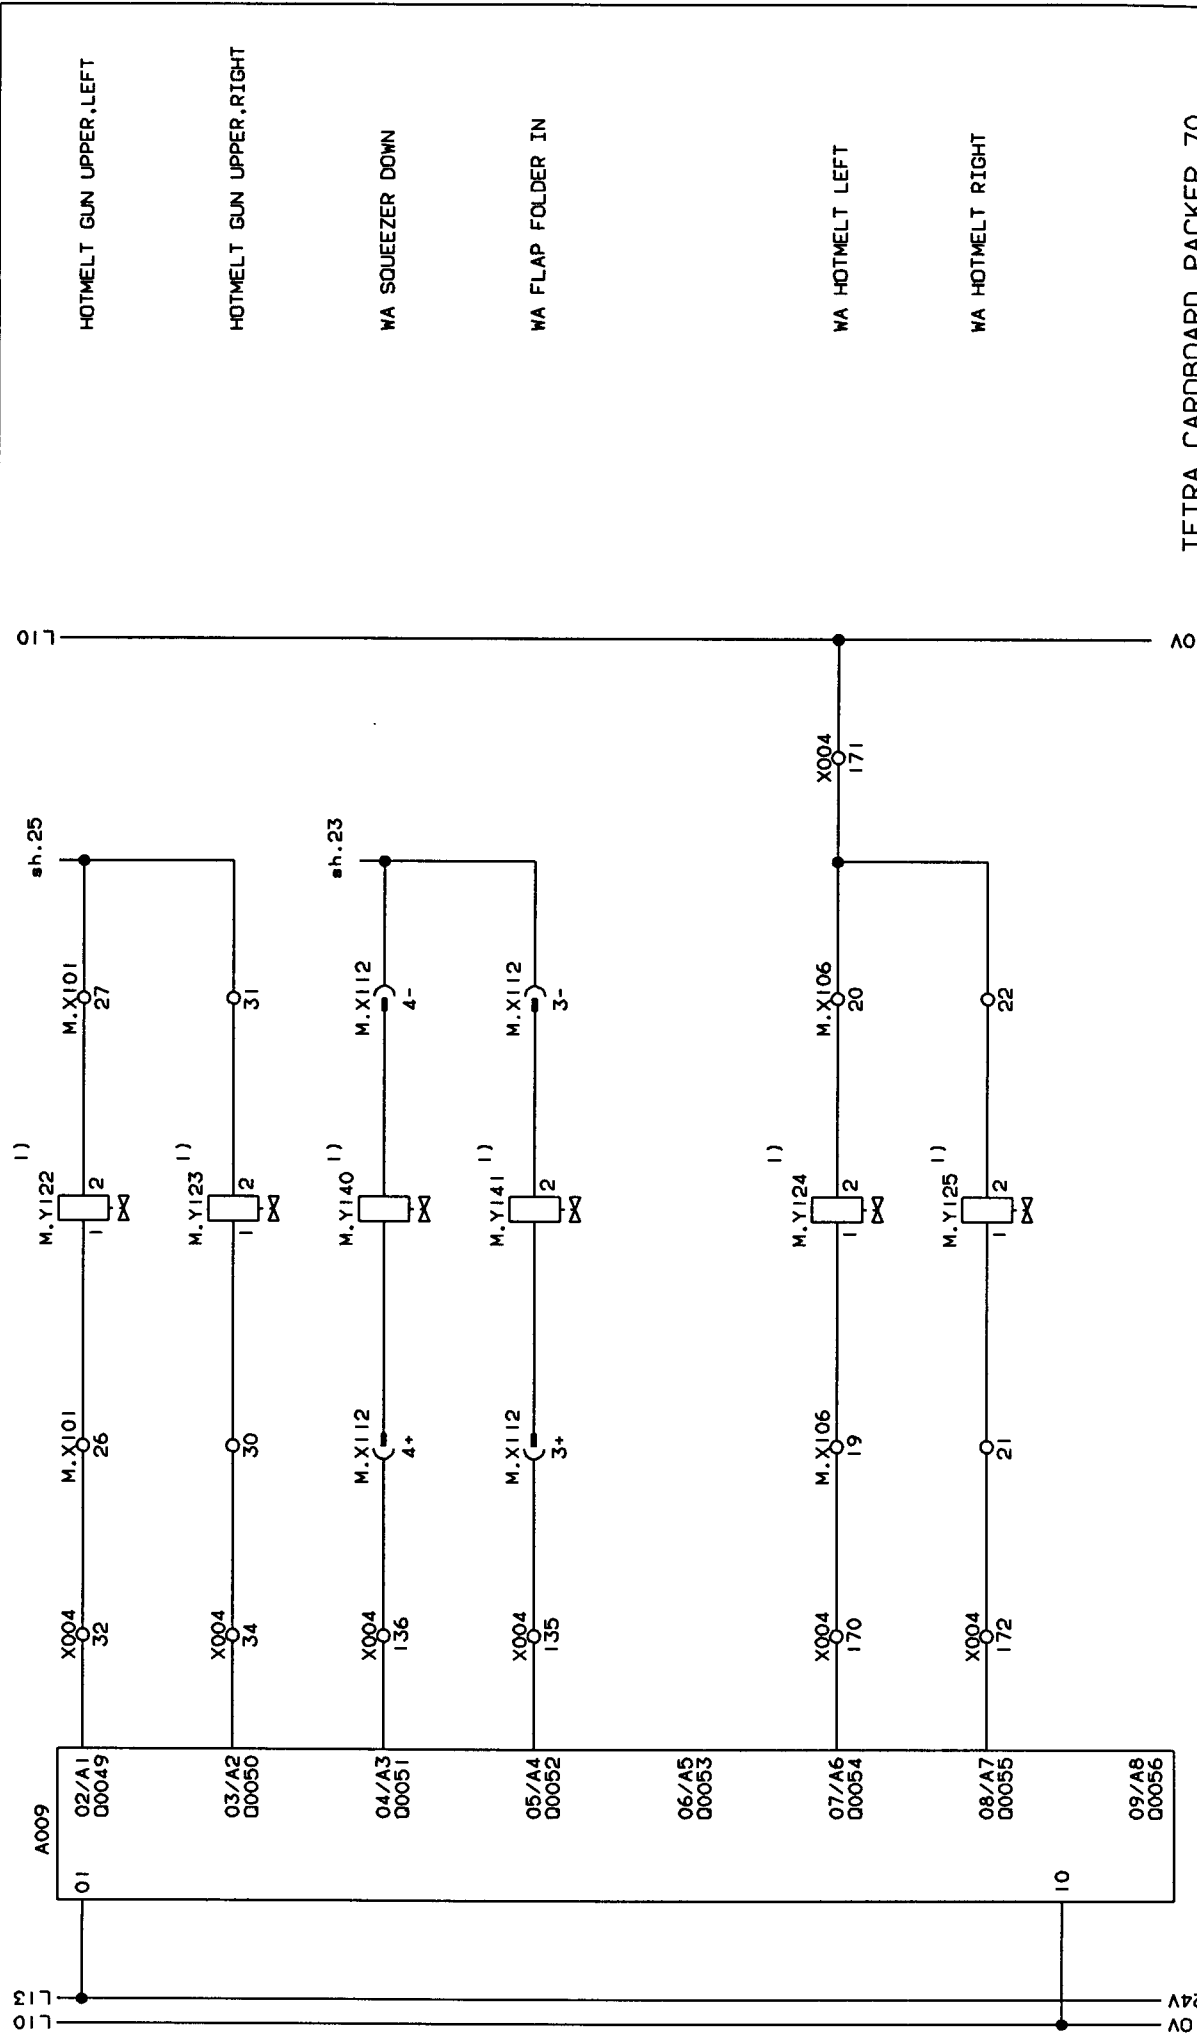 L10
L13
A009
01
10
02/A1
Q0049
03/A2
Q0050
04/A3
Q0051
05/A4
Q0052
06/A5
Q0053
07/A6
Q0054
08/A7
Q0055
09/A8
Q0056
0V
24V
X004
32
M.X101
26
M.Y122
1)
1
2
M.X101
27
sh.25
HOTMELT GUN UPPER,LEFT
X004
34
30
M.Y123
1)
1
2
31
HOTMELT GUN UPPER,RIGHT
X004
136
M.X112
4+
M.Y140
1)
M.X112
4-
sh.23
WA SQUEEZER DOWN
X004
135
M.X112
3+
M.Y141
1)
2
M.X112
3-
WA FLAP FOLDER IN
X004
170
M.X106
19
M.Y124
1)
1
2
M.X106
20
X004
171
WA HOTMELT LEFT
X004
172
21
M.Y125
1)
1
2
22
WA HOTMELT RIGHT
L10
0V
TETRA CARDBOARD PACKER 70